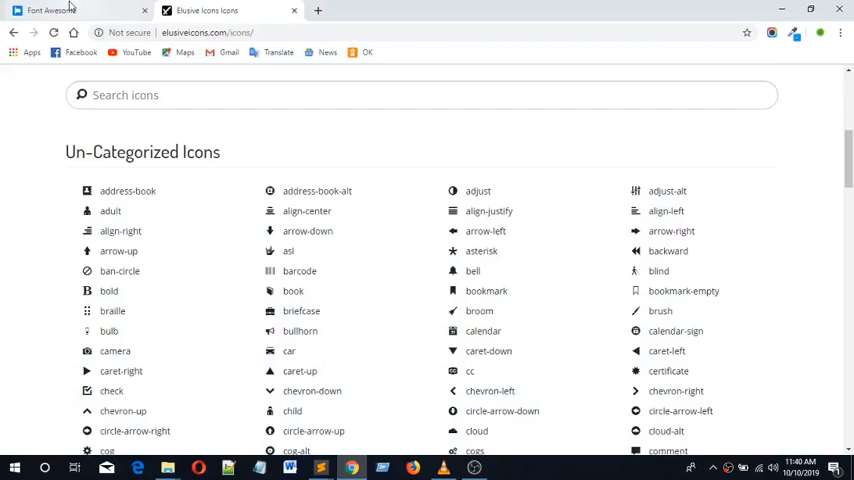 Font Awesome
Elusive Icons Icons
Not secure | elusiveicons.com/icons/
Apps Facebook YouTube Maps Gmail Translate News OK
Search icons
Un-Categorized Icons
address-book address-book-alt adjust adjust-alt
adult align-center align-justify align-left
align-right arrow-down arrow-left arrow-right
arrow-up asl asterisk backward
ban-circle barcode bell blind
bold book bookmark bookmark-empty
braille briefcase broom brush
bulb bullhorn calendar calendar-sign
camera car caret-down caret-left
caret-right caret-up cc certificate
check chevron-down chevron-left chevron-right
chevron-up child circle-arrow-down circle-arrow-left
circle-arrow-right circle-arrow-up cloud cloud-alt
cog cog-alt cogs comment
11:40 AM
10/10/2019